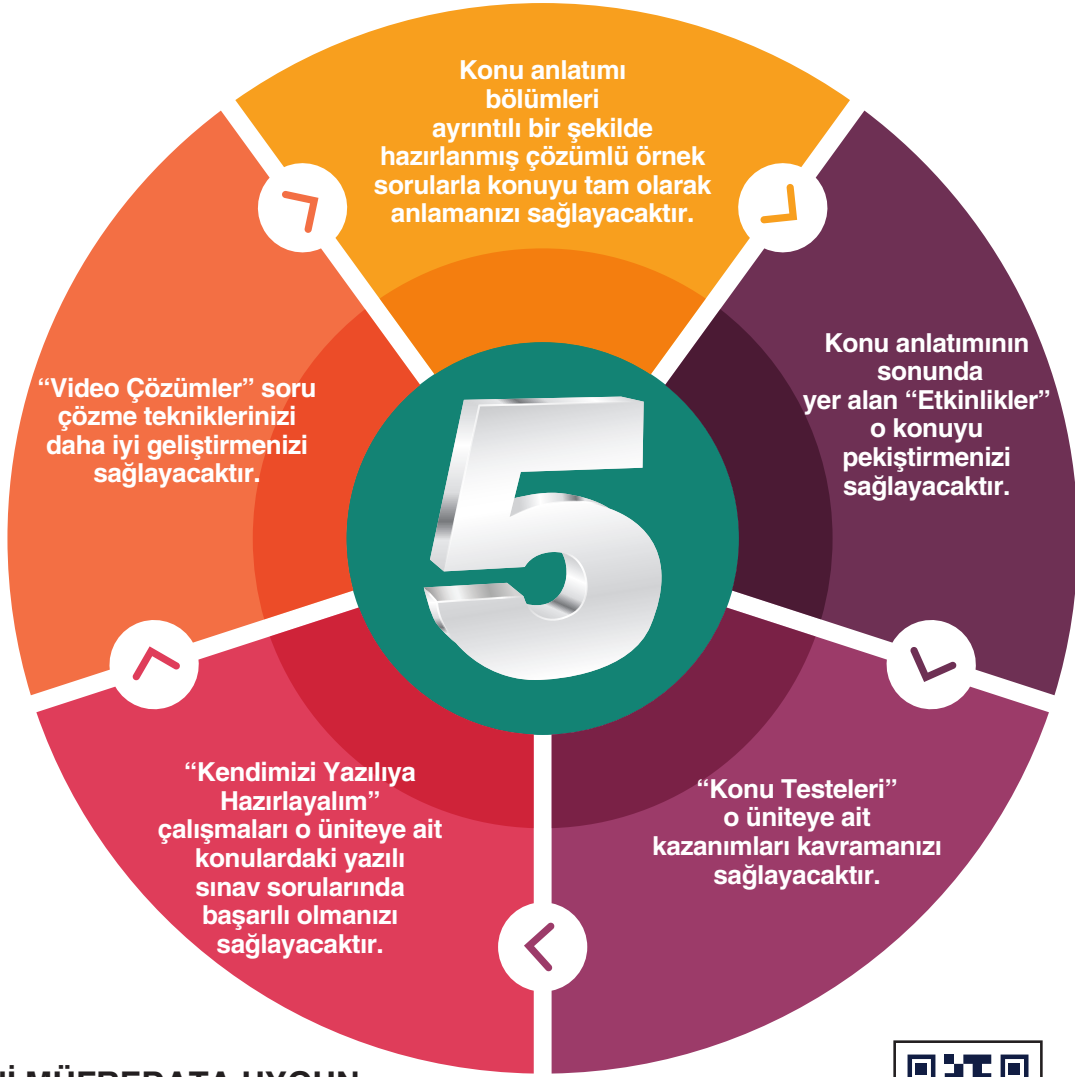 Konu anlatımı
bölümleri
ayrıntılı bir şekilde
hazırlanmış çözümlü örnek
sorularla konuyu tam olarak
anlamanızı sağlayacaktır.
Konu anlatımının
sonunda
yer alan “Etkinlikler”
o konuyu
pekiştirmenizi
sağlayacaktır.
“Konu Testeleri”
o üniteye ait
kazanımları kavramanızı
sağlayacaktır.
“Kendimizi Yazılıya
Hazırlayalım”
çalışmaları o üniteye ait
konulardaki yazılı
sınav sorularında
başarılı olmanızı
sağlayacaktır.
“Video Çözümler” soru
çözme tekniklerinizi
daha iyi geliştirmenizi
sağlayacaktır.
5
MÜFREDATA UYGUN